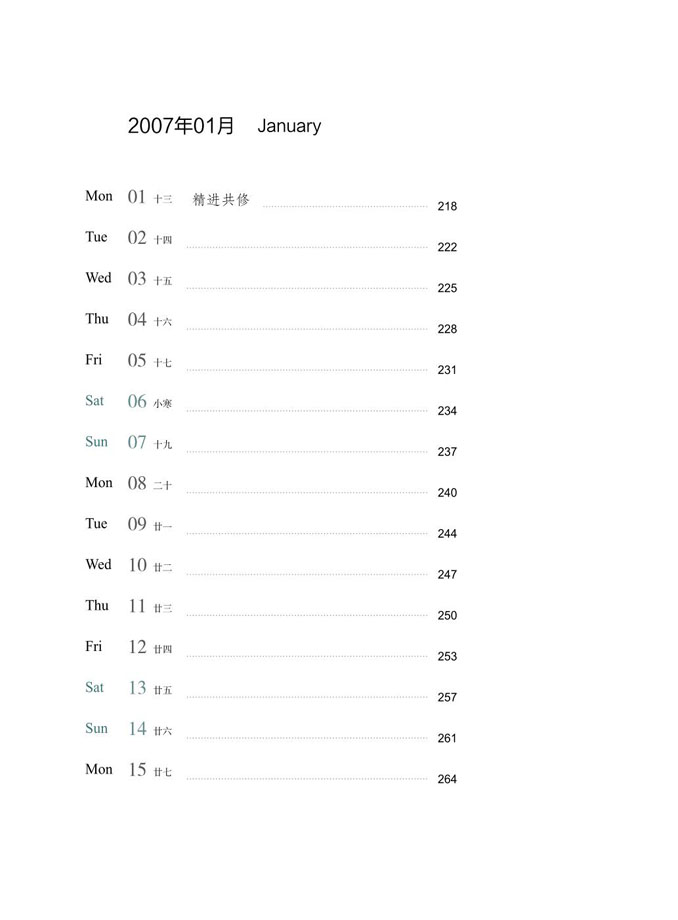 2007年01月 January
Mon 01 十三 精进共修 218
Tue 02 十四 222
Wed 03 十五 225
Thu 04 十六 228
Fri 05 十七 231
Sat 06 小寒 234
Sun 07 十九 237
Mon 08 二十 240
Tue 09 廿一 244
Wed 10 廿二 247
Thu 11 廿三 250
Fri 12 廿四 253
Sat 13 廿五 257
Sun 14 廿六 261
Mon 15 廿七 264